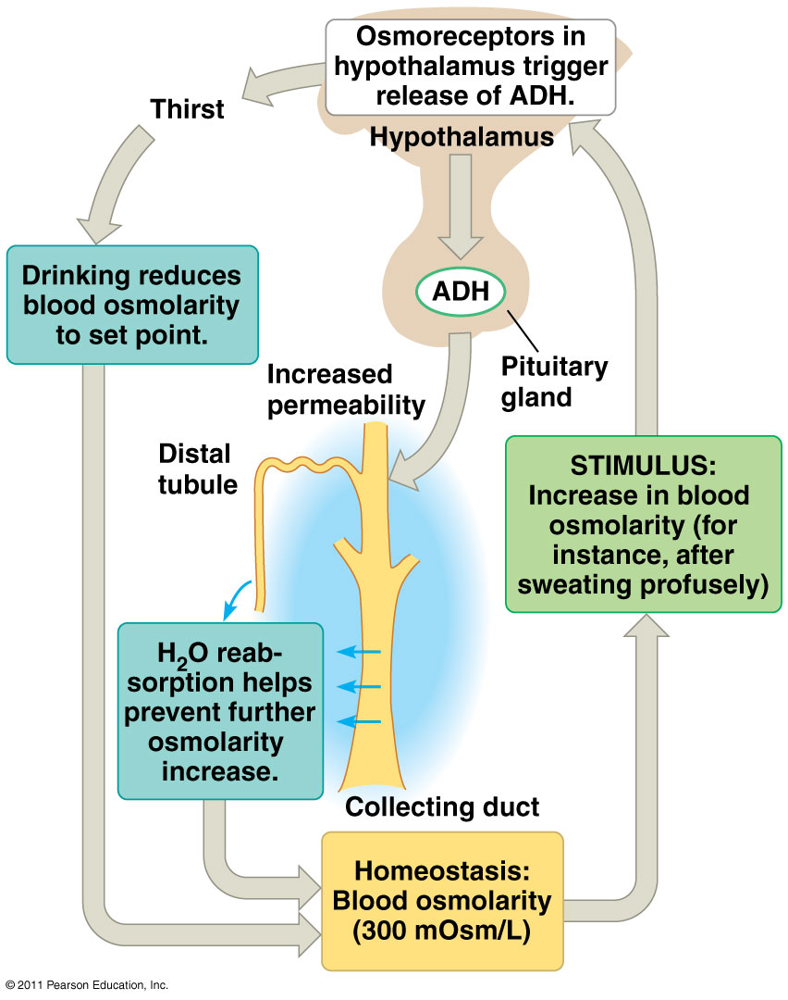 Osmoreceptors in
hypothalamus trigger
release of ADH.
Thirst
Hypothalamus
Drinking reduces
blood osmolarity
to set point.
ADH
Increased
permeability
Pituitary
gland
Distal
tubule
STIMULUS:
Increase in blood
osmolarity (for
instance, after
sweating profusely)
H₂O reab-
sorption helps
prevent further
osmolarity
increase.
Collecting duct
Homeostasis:
Blood osmolarity
(300 mOsm/L)
© 2011 Pearson Education, Inc.